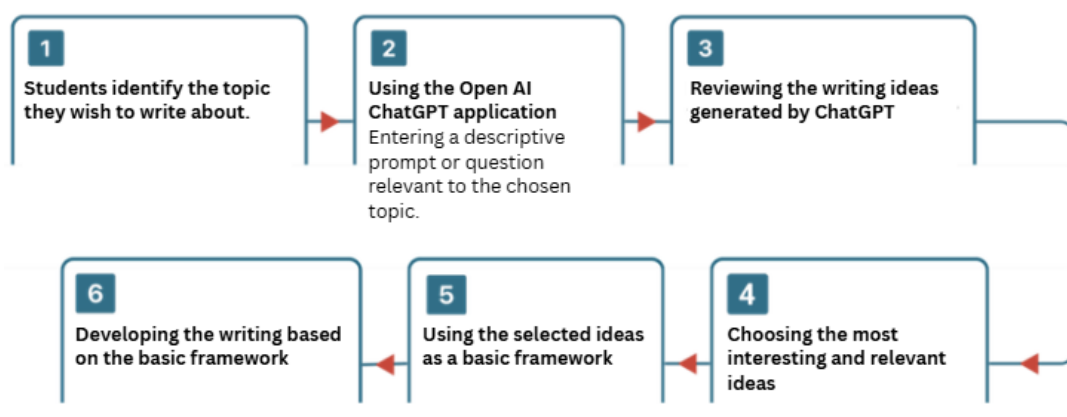 1
Students identify the topic
they wish to write about.
2
Using the Open AI
ChatGPT application
Entering a descriptive
prompt or question
relevant to the chosen
topic.
3
Reviewing the writing ideas
generated by ChatGPT
4
Choosing the most
interesting and relevant
ideas
5
Using the selected ideas
as a basic framework
6
Developing the writing based
on the basic framework